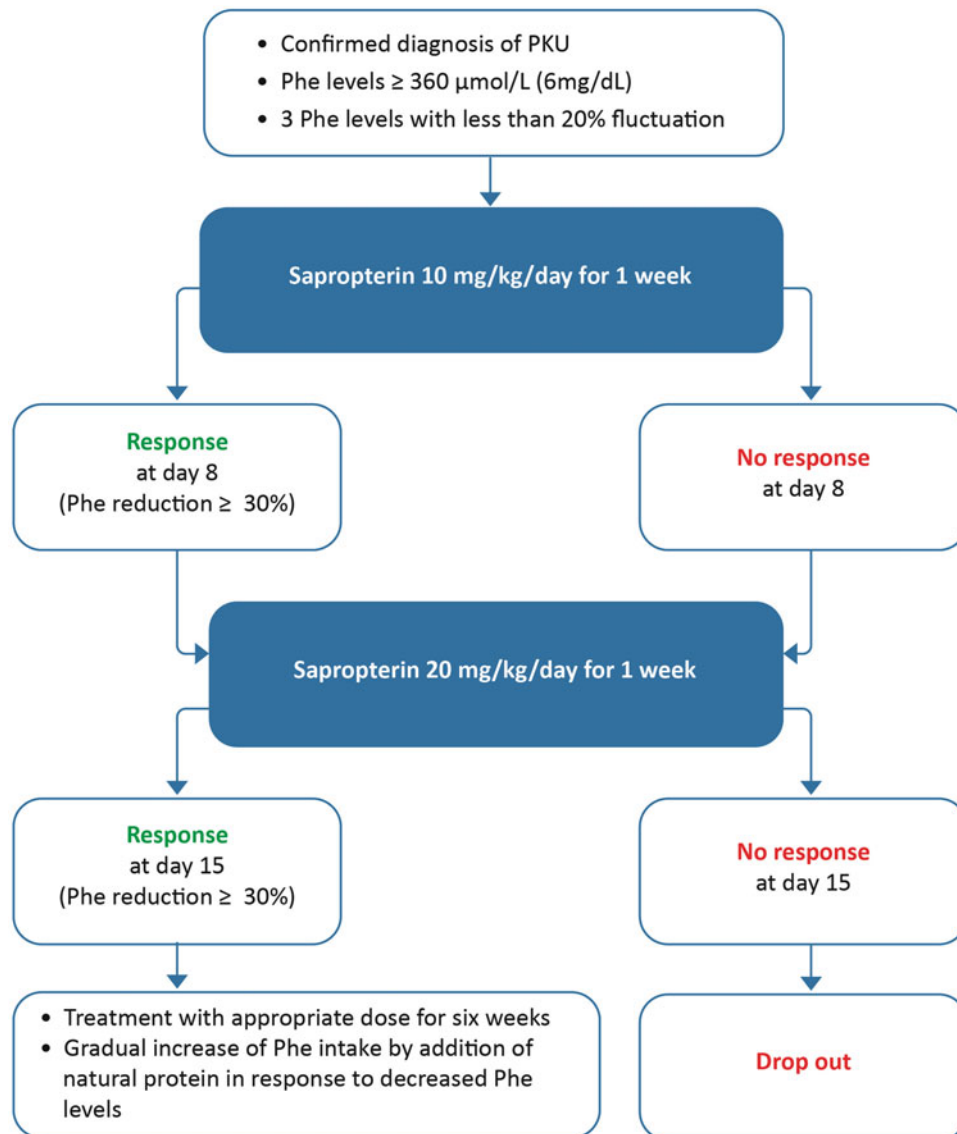 • Confirmed diagnosis of PKU
• Phe levels ≥ 360 µmol/L (6mg/dL)
• 3 Phe levels with less than 20% fluctuation
Sapropterin 10 mg/kg/day for 1 week
Response
at day 8
(Phe reduction ≥ 30%)
No response
at day 8
Sapropterin 20 mg/kg/day for 1 week
Response
at day 15
(Phe reduction ≥ 30%)
No response
at day 15
• Treatment with appropriate dose for six weeks
• Gradual increase of Phe intake by addition of
natural protein in response to decreased Phe
levels
Drop out